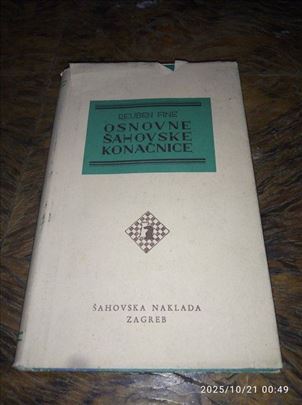 REUBEN FINE
OSNOVNE
ŠAHOVSKE
KONAČNICE
ŠAHOVSKA NAKLADA
ZAGREB
2025/10/21 00:49